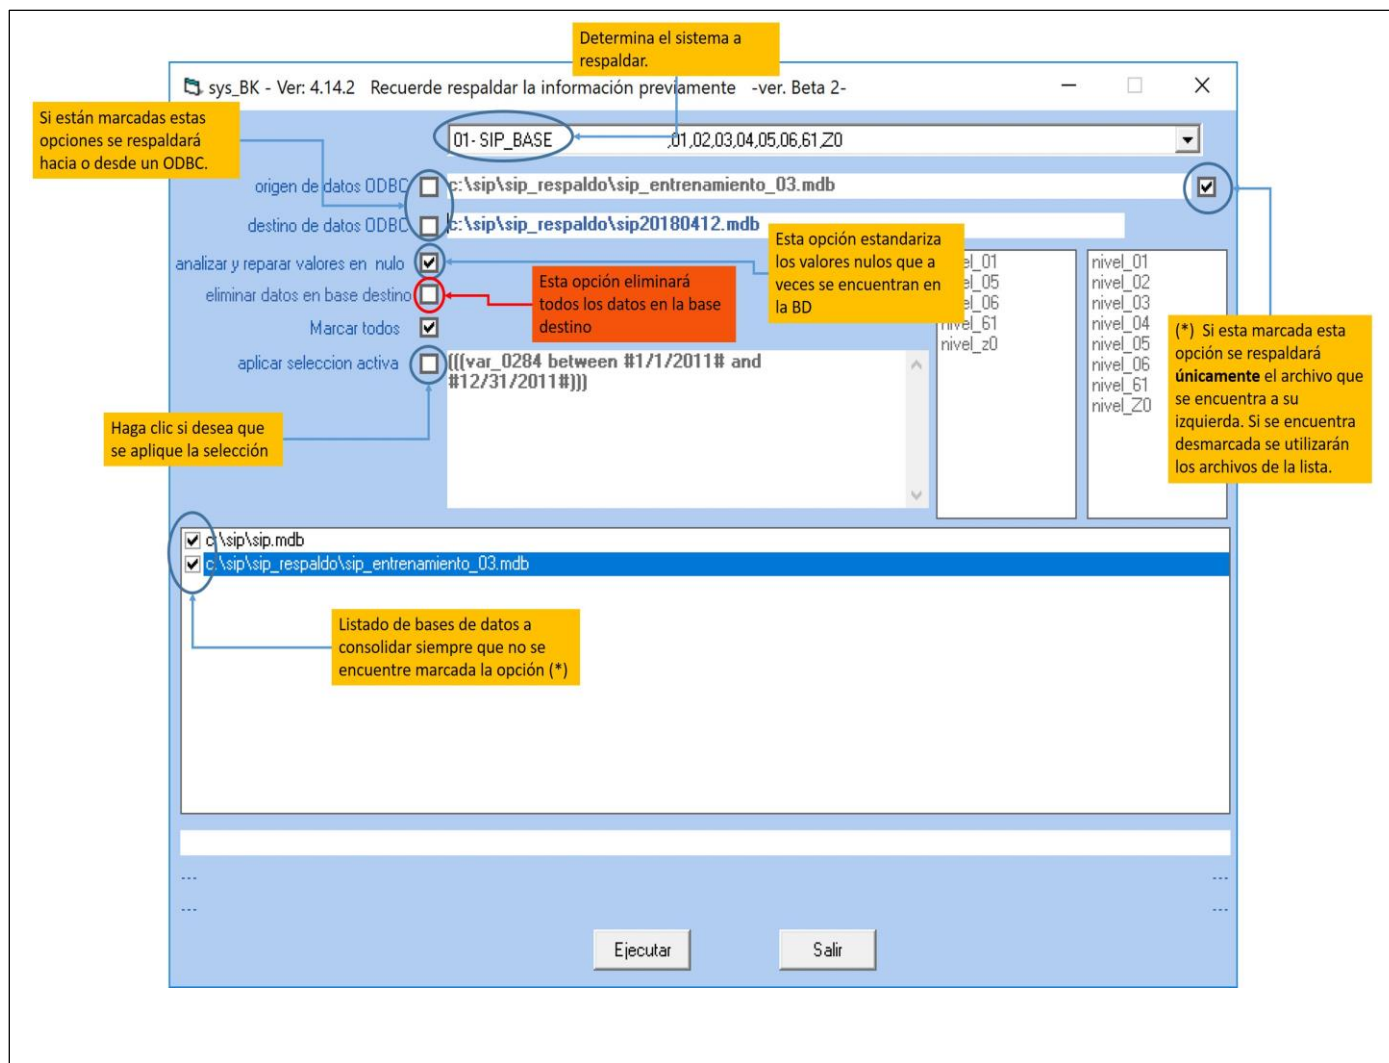 Determina el sistema a
respaldar.
sys_BK - Ver: 4.14.2   Recuerde respaldar la información previamente   -ver. Beta 2-
Si están marcadas estas
opciones se respaldará
hacia o desde un ODBC.
01- SIP_BASE ,01,02,03,04,05,06,61,Z0
origen de datos ODBC c:\sip\sip_respaldo\sip_entrenamiento_03.mdb
destino de datos ODBC c:\sip\sip_respaldo\sip20180412.mdb
analizar y reparar valores en  nulo
eliminar datos en base destino
Marcar todos
aplicar seleccion activa
Esta opción eliminará
todos los datos en la base
destino
Esta opción estandariza
los valores nulos que a
veces se encuentran en
la BD
el_01
el_05
el_06
nivel_61
nivel_z0
nivel_01
nivel_02
nivel_03
nivel_04
nivel_05
nivel_06
nivel_61
nivel_Z0
(*) Si esta marcada esta
opción se respaldará
únicamente el archivo que
se encuentra a su
izquierda. Si se encuentra
desmarcada se utilizarán
los archivos de la lista.
(((var_0284 between #1/1/2011# and
#12/31/2011#)))
Haga clic si desea que
se aplique la selección
c:\sip\sip.mdb
c:\sip\sip_respaldo\sip_entrenamiento_03.mdb
Listado de bases de datos a
consolidar siempre que no se
encuentre marcada la opción (*)
--- ---
--- ---
Ejecutar Salir